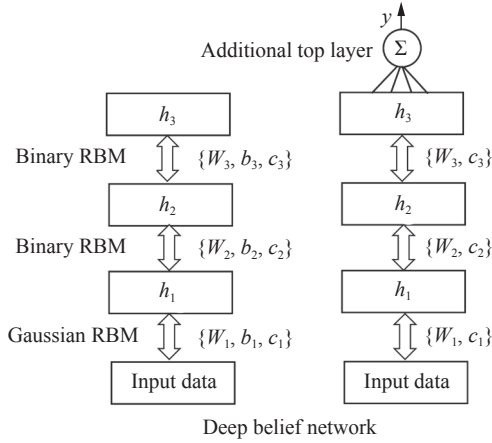 y
Additional top layer
Σ
h₃
h₃
Binary RBM
{W₃, b₃, c₃}
{W₃, c₃}
h₂
h₂
Binary RBM
{W₂, b₂, c₂}
{W₂, c₂}
h₁
h₁
Gaussian RBM
{W₁, b₁, c₁}
{W₁, c₁}
Input data
Input data
Deep belief network